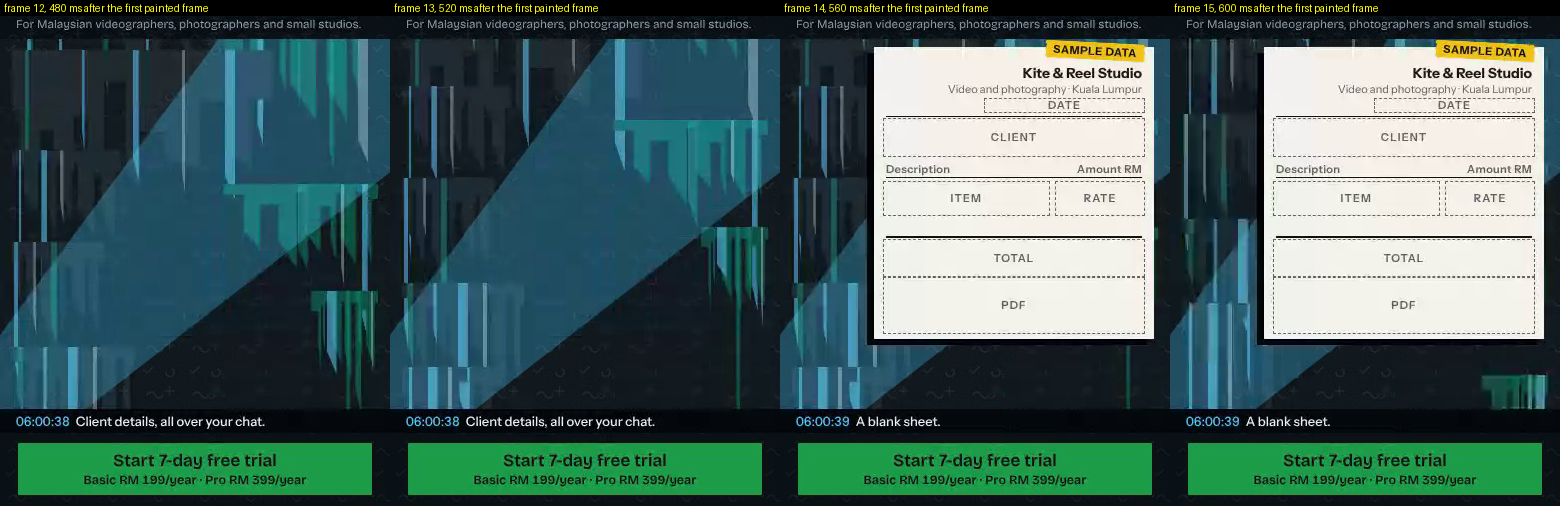 frame 12, 480 ms after the first painted frame
For Malaysian videographers, photographers and small studios.
06:00:38 Client details, all over your chat.
Start 7-day free trial
Basic RM 199/year · Pro RM 399/year
frame 13, 520 ms after the first painted frame
For Malaysian videographers, photographers and small studios.
06:00:38 Client details, all over your chat.
Start 7-day free trial
Basic RM 199/year · Pro RM 399/year
frame 14, 560 ms after the first painted frame
For Malaysian videographers, photographers and small studios.
SAMPLE DATA
Kite & Reel Studio
Video and photography · Kuala Lumpur
DATE
CLIENT
Description Amount RM
ITEM RATE
TOTAL
PDF
06:00:39 A blank sheet.
Start 7-day free trial
Basic RM 199/year · Pro RM 399/year
frame 15, 600 ms after the first painted frame
For Malaysian videographers, photographers and small studios.
SAMPLE DATA
Kite & Reel Studio
Video and photography · Kuala Lumpur
DATE
CLIENT
Description Amount RM
ITEM RATE
TOTAL
PDF
06:00:39 A blank sheet.
Start 7-day free trial
Basic RM 199/year · Pro RM 399/year